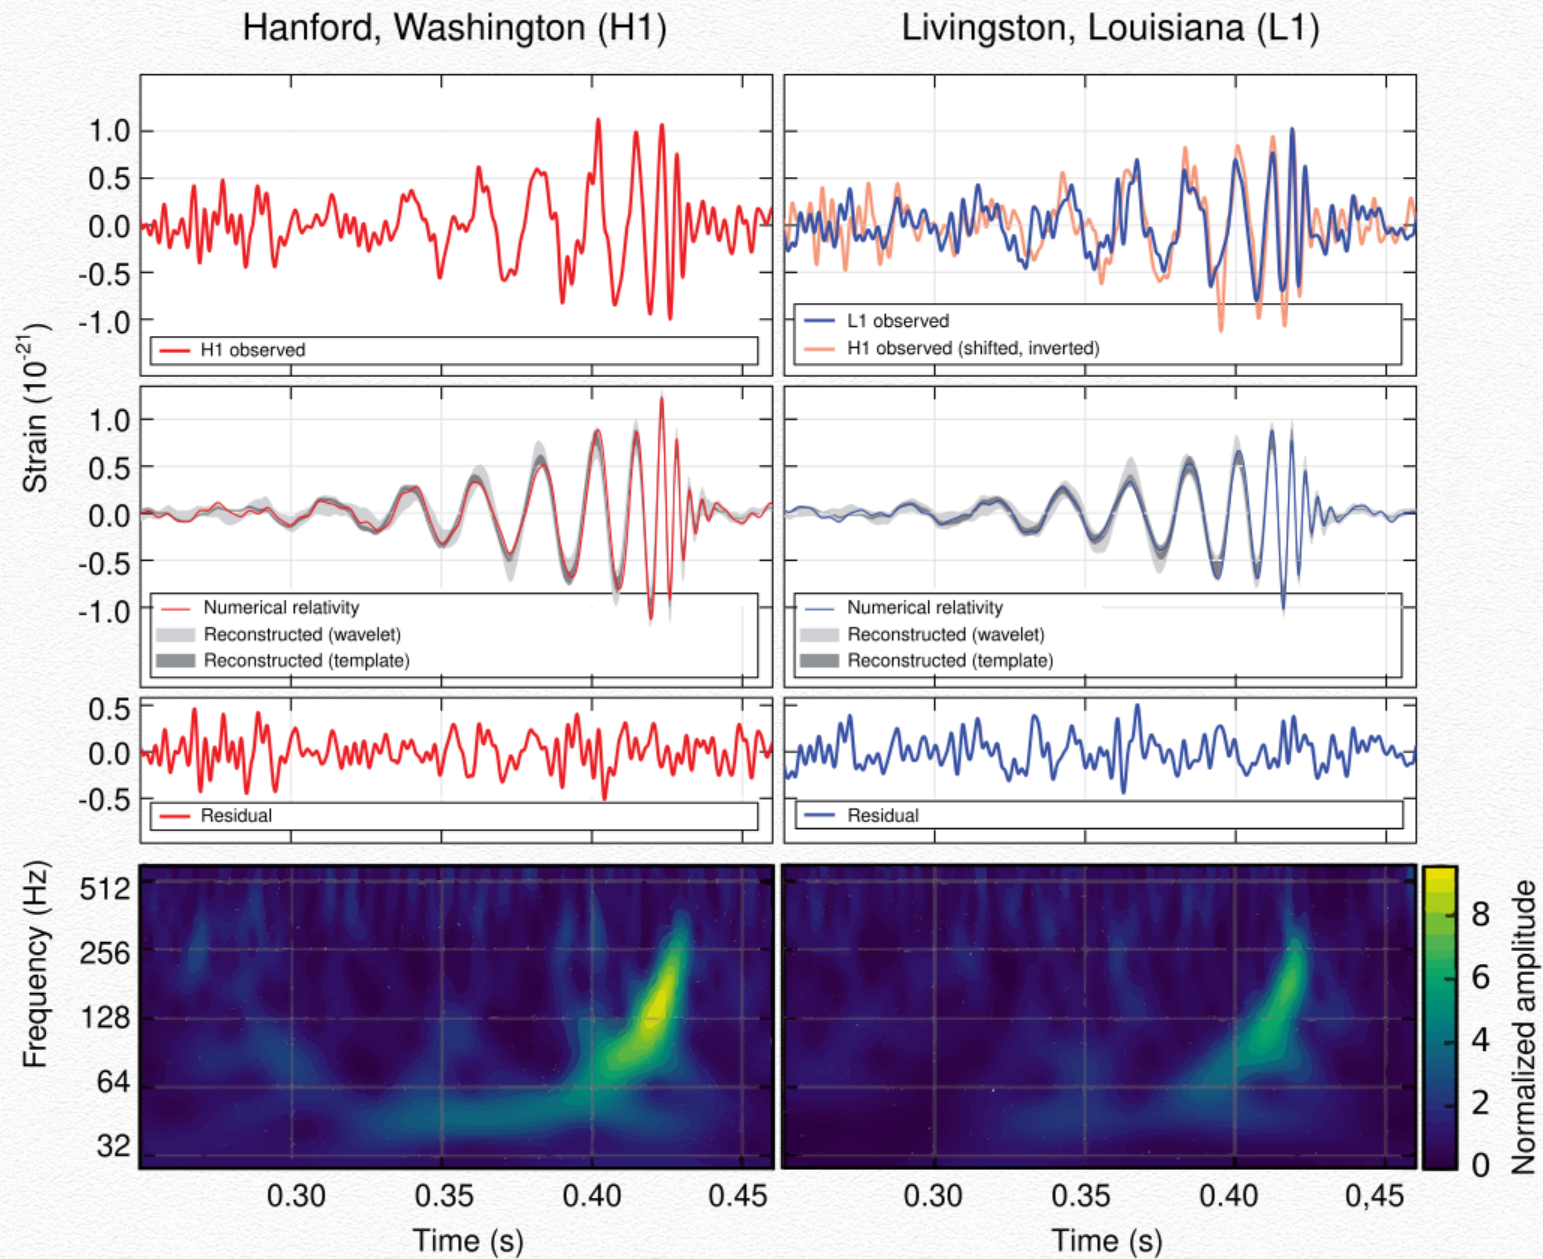 Hanford, Washington (H1)
Livingston, Louisiana (L1)
Strain (10-21)
1.0
0.5
0.0
-0.5
-1.0
H1 observed
L1 observed
H1 observed (shifted, inverted)
1.0
0.5
0.0
-0.5
-1.0
Numerical relativity
Reconstructed (wavelet)
Reconstructed (template)
Numerical relativity
Reconstructed (wavelet)
Reconstructed (template)
0.5
0.0
-0.5
Residual
Residual
Frequency (Hz)
512
256
128
64
32
Normalized amplitude
8
6
4
2
0
0.30 0.35 0.40 0.45
0.30 0.35 0.40 0,45
Time (s)
Time (s)